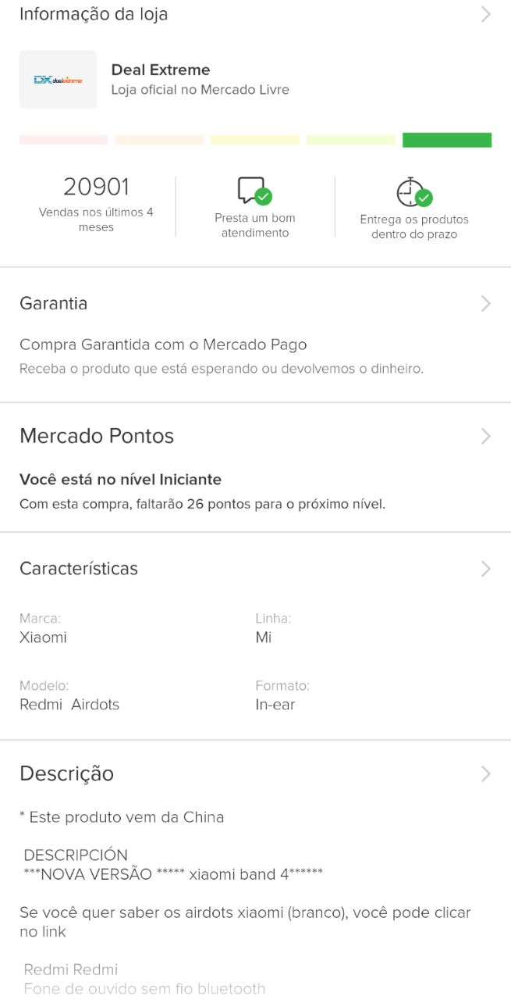 Informação da loja
DX dealextreme
Deal Extreme
Loja oficial no Mercado Livre
20901
Vendas nos últimos 4
meses
Presta um bom
atendimento
Entrega os produtos
dentro do prazo
Garantia
Compra Garantida com o Mercado Pago
Receba o produto que está esperando ou devolvemos o dinheiro.
Mercado Pontos
Você está no nível Iniciante
Com esta compra, faltarão 26 pontos para o próximo nível.
Características
Marca:
Xiaomi
Linha:
Mi
Modelo:
Redmi  Airdots
Formato:
In-ear
Descrição
* Este produto vem da China
DESCRIPCIÓN
***NOVA VERSÃO ***** xiaomi band 4******
Se você quer saber os airdots xiaomi (branco), você pode clicar
no link
Redmi Redmi
Fone de ouvido sem fio bluetooth